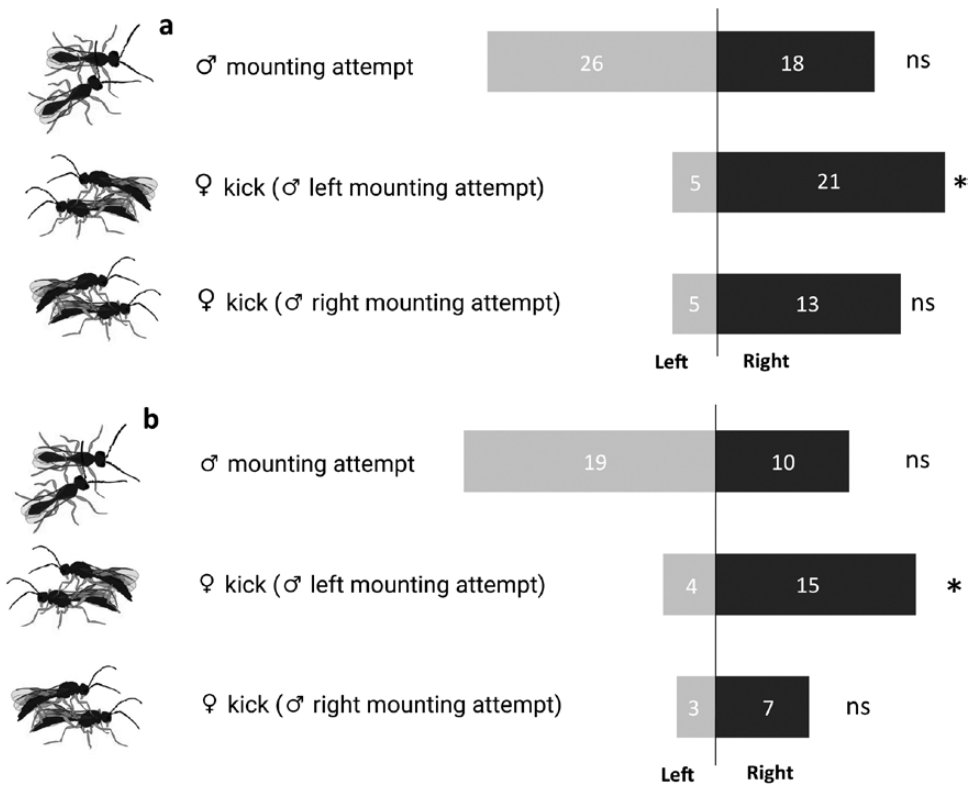 a
♂ mounting attempt 26 18 ns
♀ kick (♂ left mounting attempt) 5 21 *
♀ kick (♂ right mounting attempt) 5 13 ns
Left Right
b
♂ mounting attempt 19 10 ns
♀ kick (♂ left mounting attempt) 4 15 *
♀ kick (♂ right mounting attempt) 3 7 ns
Left Right